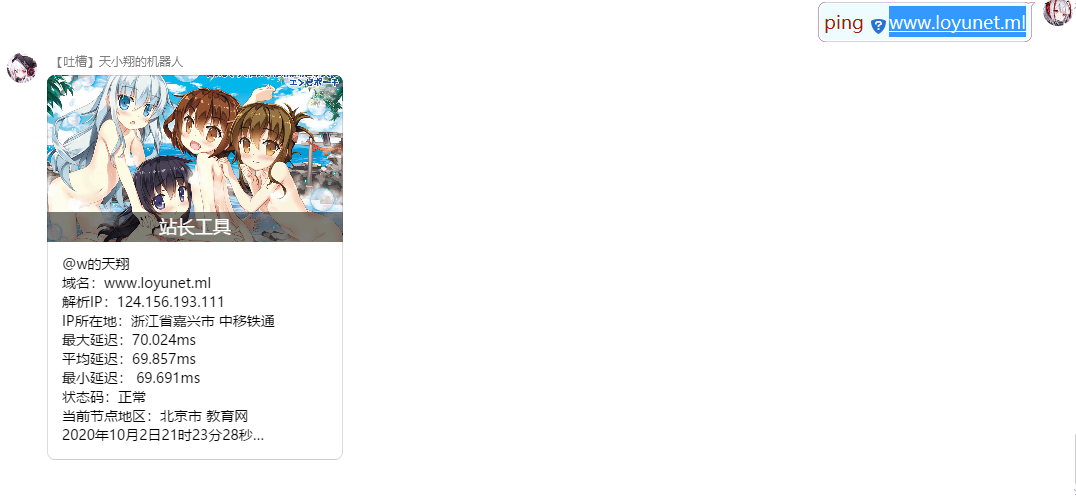 ping www.loyunet.ml
【吐槽】天小翔的机器人
站长工具
@w的天翔
域名：www.loyunet.ml
解析IP：124.156.193.111
IP所在地：浙江省嘉兴市 中移铁通
最大延迟：70.024ms
平均延迟：69.857ms
最小延迟： 69.691ms
状态码：正常
当前节点地区：北京市 教育网
2020年10月2日21时23分28秒...